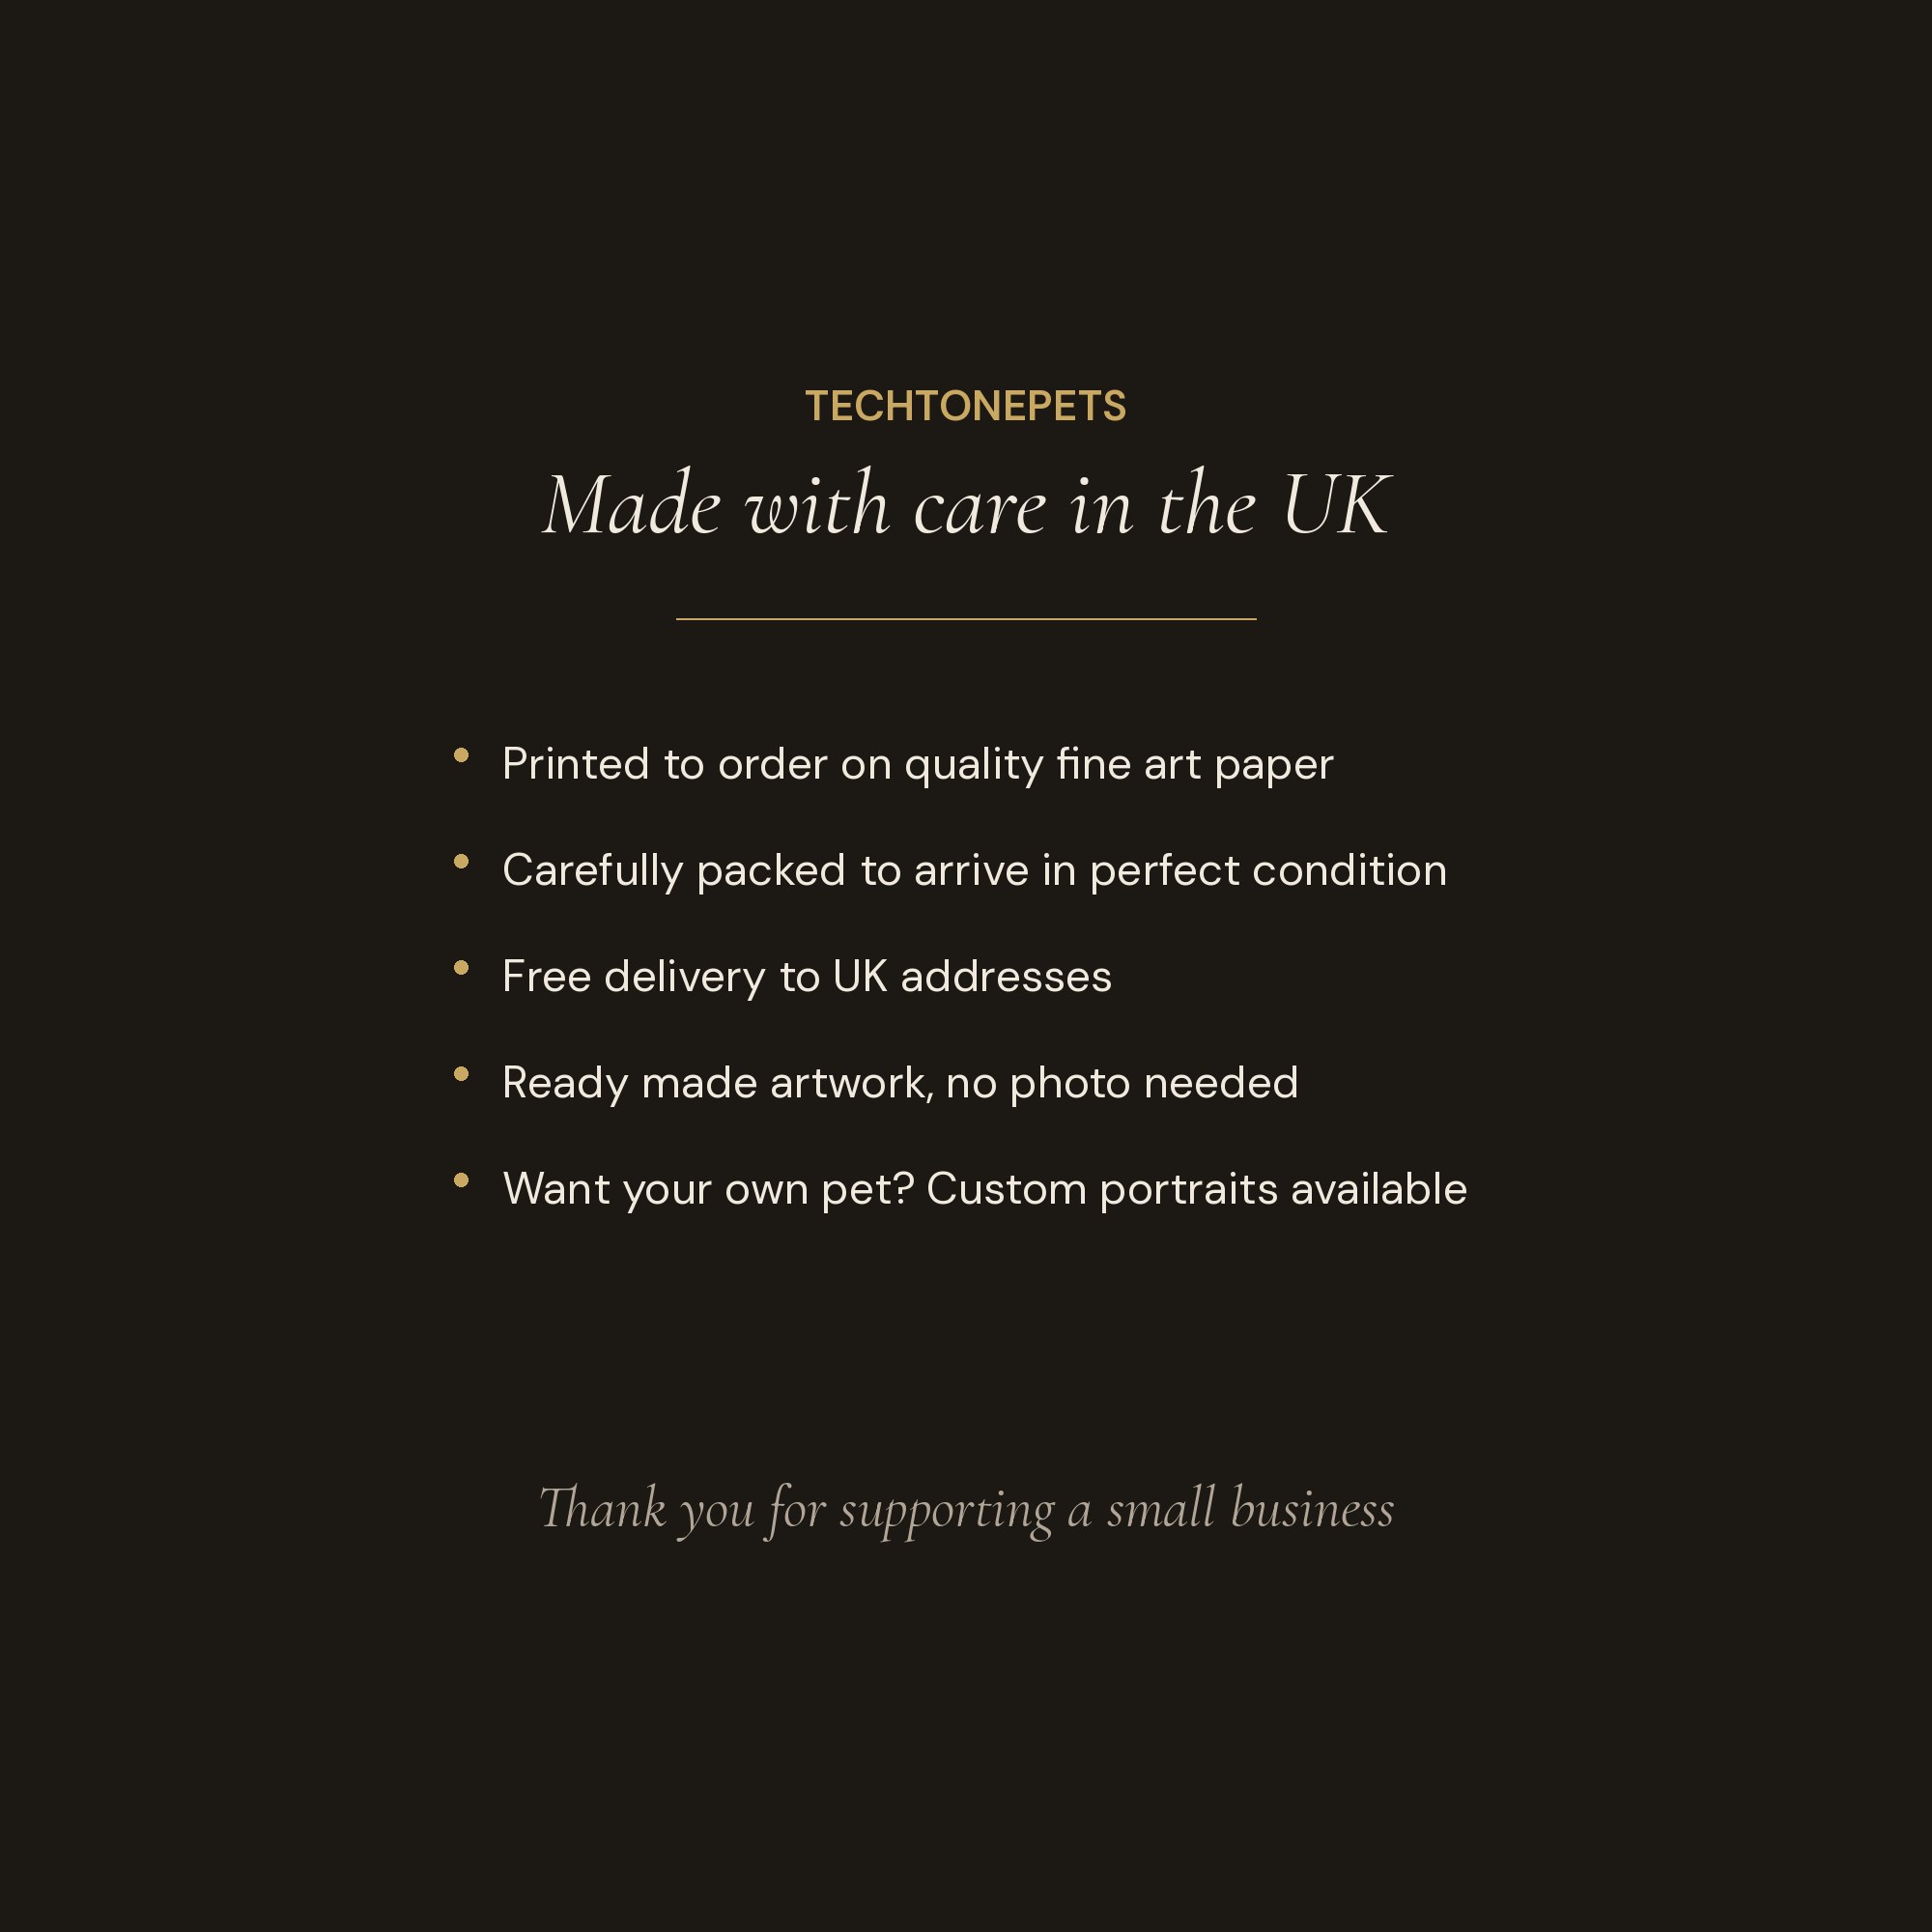 TECHTONEPETS
Made with care in the UK
• Printed to order on quality fine art paper
• Carefully packed to arrive in perfect condition
• Free delivery to UK addresses
• Ready made artwork, no photo needed
• Want your own pet? Custom portraits available
Thank you for supporting a small business